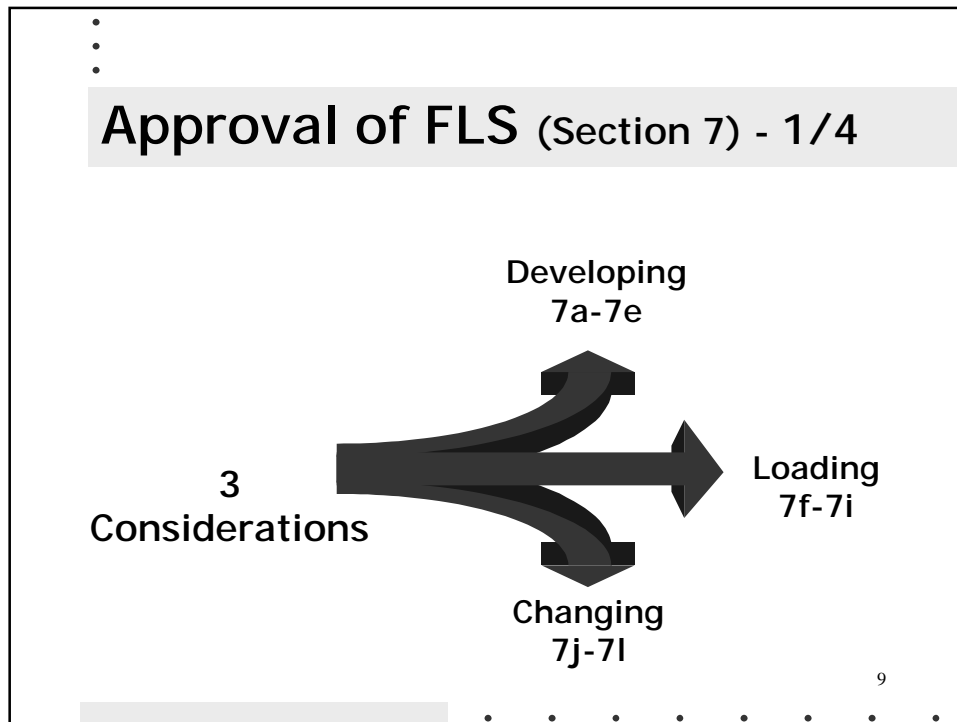 Approval of FLS (Section 7) - 1/4
Developing
7a-7e
3
Considerations
Loading
7f-7i
Changing
7j-7l
9